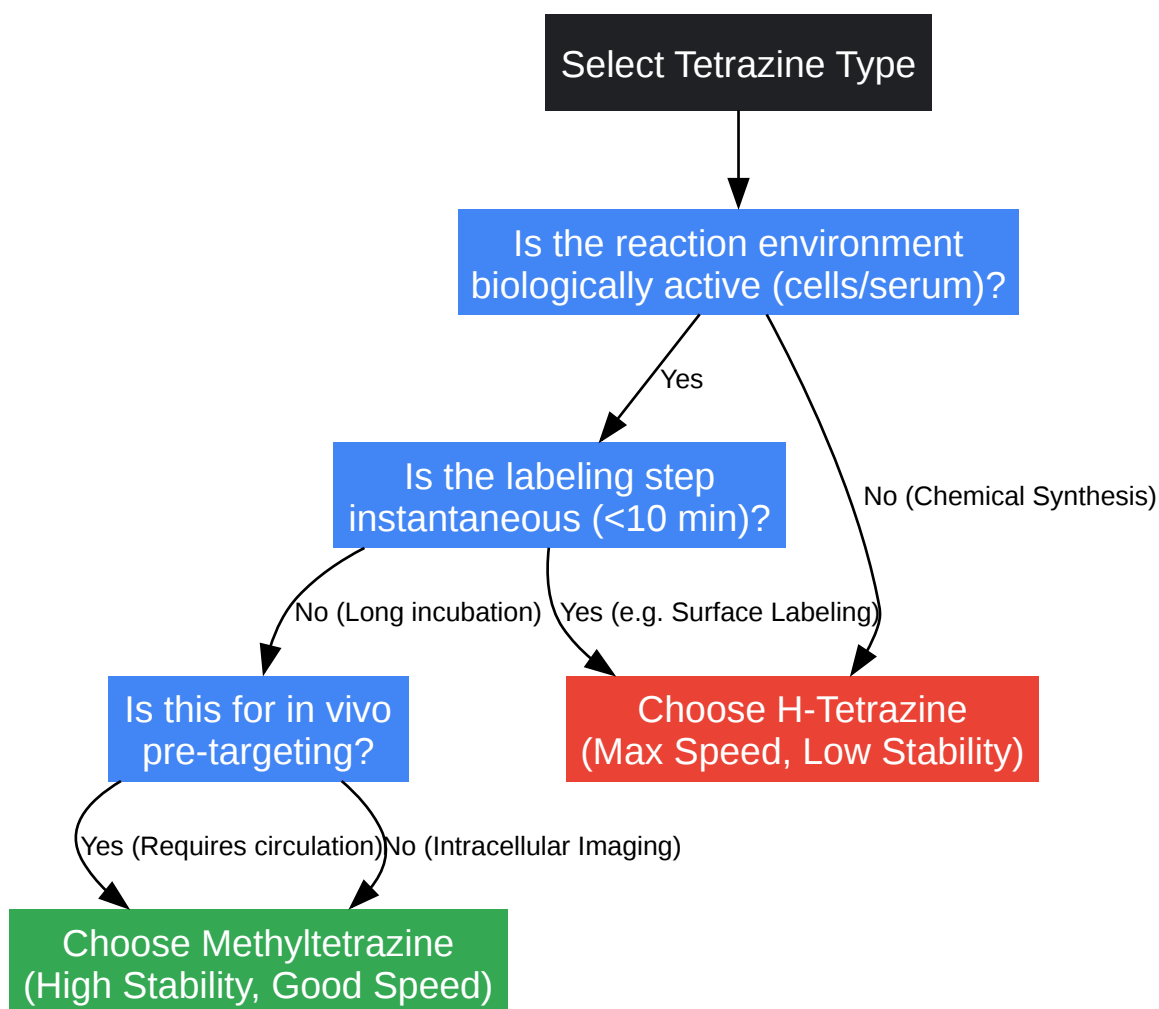 Select Tetrazine Type
Is the reaction environment
biologically active (cells/serum)?
Yes
Is the labeling step
instantaneous (<10 min)?
No (Chemical Synthesis)
No (Long incubation)
Yes (e.g. Surface Labeling)
Is this for in vivo
pre-targeting?
Choose H-Tetrazine
(Max Speed, Low Stability)
Yes (Requires circulation)
No (Intracellular Imaging)
Choose Methyltetrazine
(High Stability, Good Speed)